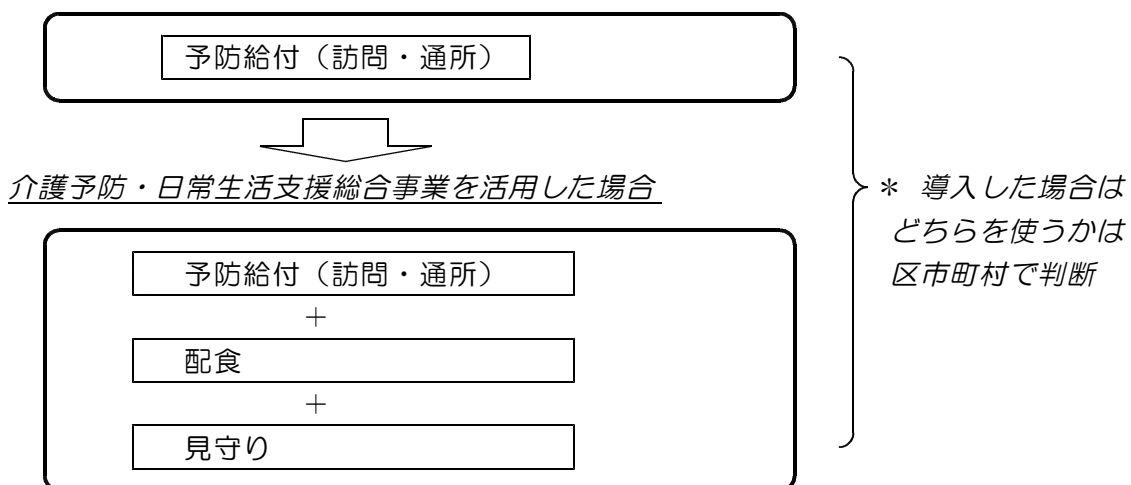 予防給付（訪問・通所）
介護予防・日常生活支援総合事業を活用した場合
＊ 導入した場合は
どちらを使うかは
区市町村で判断
予防給付（訪問・通所）
＋
配食
＋
見守り